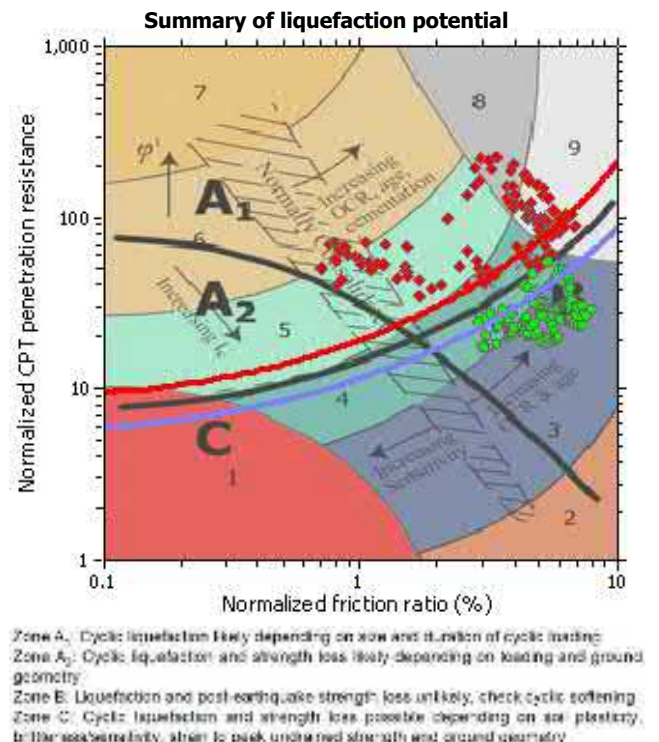 Summary of liquefaction potential
1,000
7
8
φ'
9
Increasing
OCR, age,
cementation
Normally
A₁
100
6
A₂
Increasing Ic
5
B
10
Increasing
OCR & age
4
C
3
Increasing
sensitivity
1
2
1
0.1
1
10
Normalized CPT penetration resistance
Normalized friction ratio (%)
Zone A₁: Cyclic liquefaction likely depending on size and duration of cyclic loading
Zone A₂: Cyclic liquefaction and strength loss likely depending on loading and ground
geometry
Zone B: Liquefaction and post-earthquake strength loss unlikely, check cyclic softening
Zone C: Cyclic liquefaction and strength loss possible depending on soil plasticity,
brittleness/sensitivity, strain to peak undrained strength and ground geometry